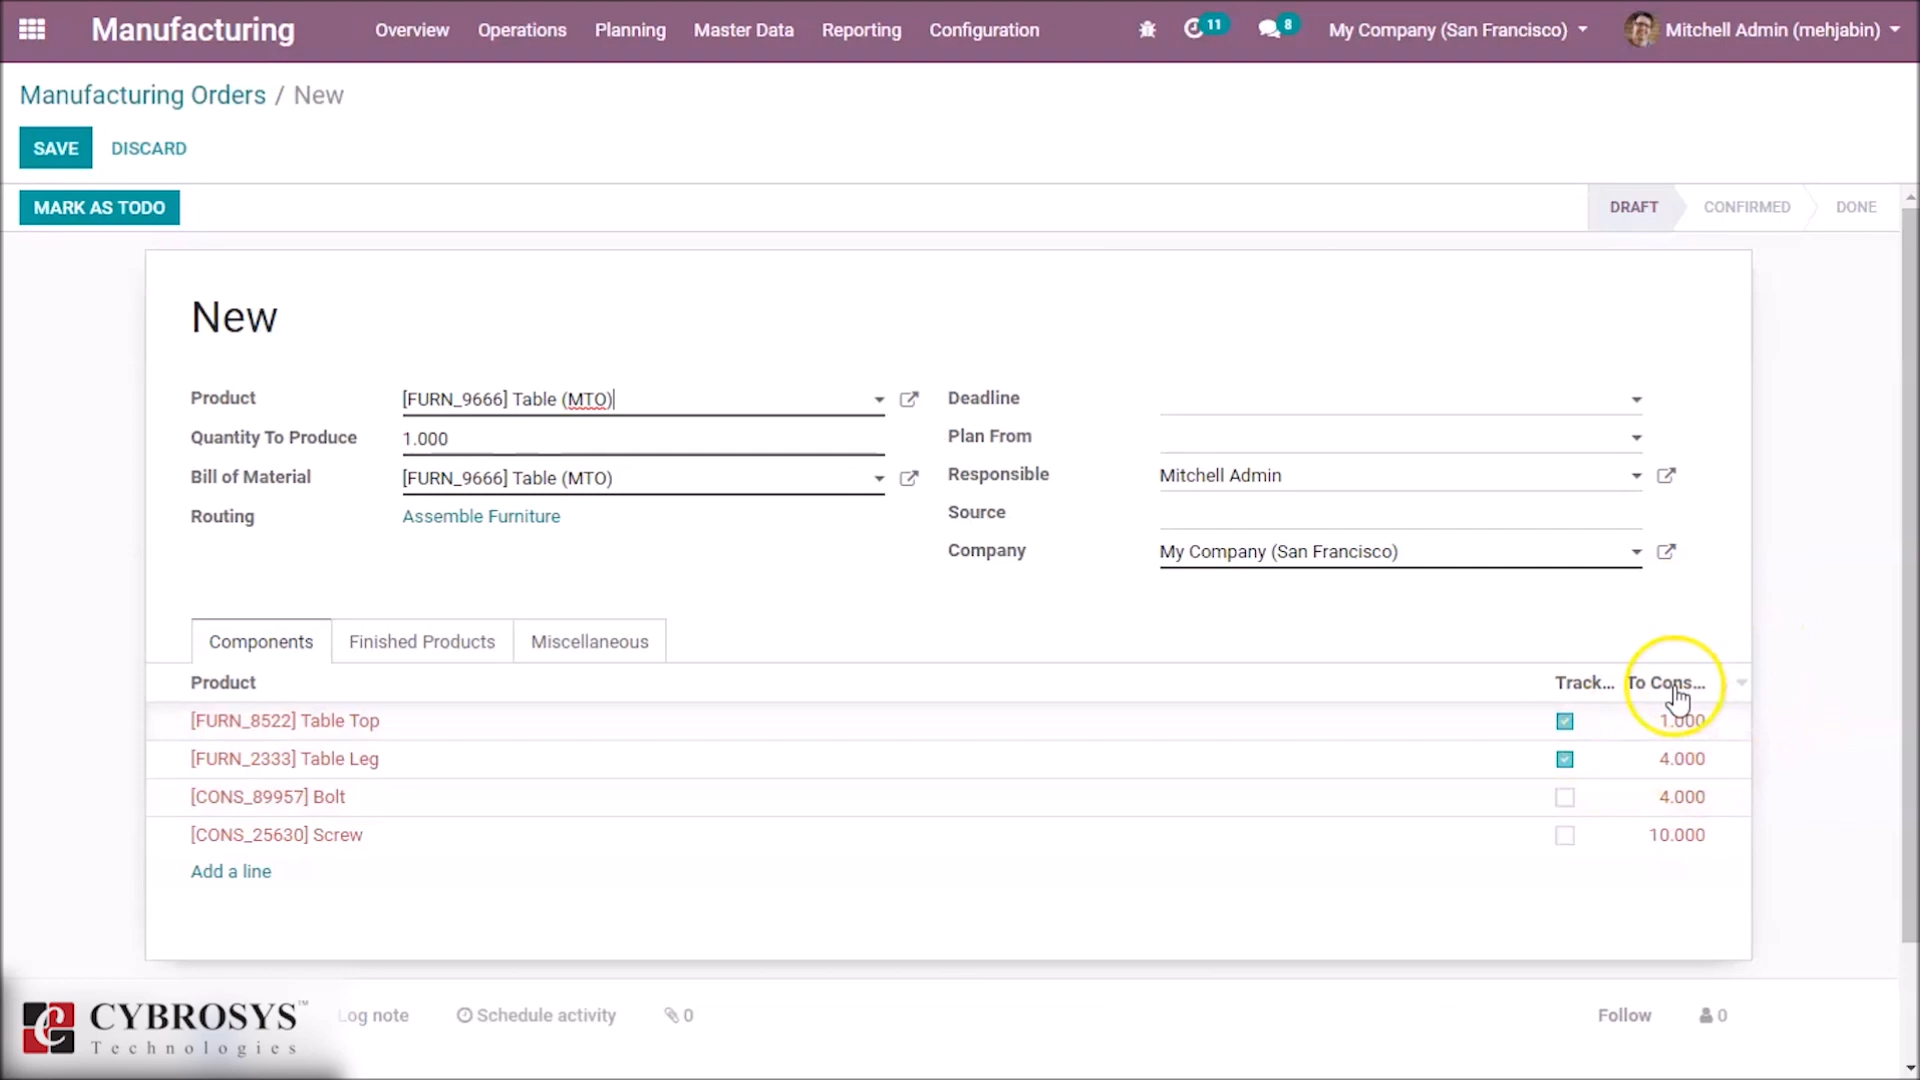 Manufacturing Overview Operations Planning Master Data Reporting Configuration 11 8 My Company (San Francisco) Mitchell Admin (mehjabin)
Manufacturing Orders / New
SAVE DISCARD
MARK AS TODO DRAFT CONFIRMED DONE
New
Product [FURN_9666] Table (MTO) Deadline
Quantity To Produce 1.000 Plan From
Bill of Material [FURN_9666] Table (MTO) Responsible Mitchell Admin
Routing Assemble Furniture Source
Company My Company (San Francisco)
Components Finished Products Miscellaneous
Product Track... To Cons...
[FURN_8522] Table Top 1.000
[FURN_2333] Table Leg 4.000
[CONS_89957] Bolt 4.000
[CONS_25630] Screw 10.000
Add a line
CYBROSYS™ Log note Schedule activity 0 Follow 0
Technologies